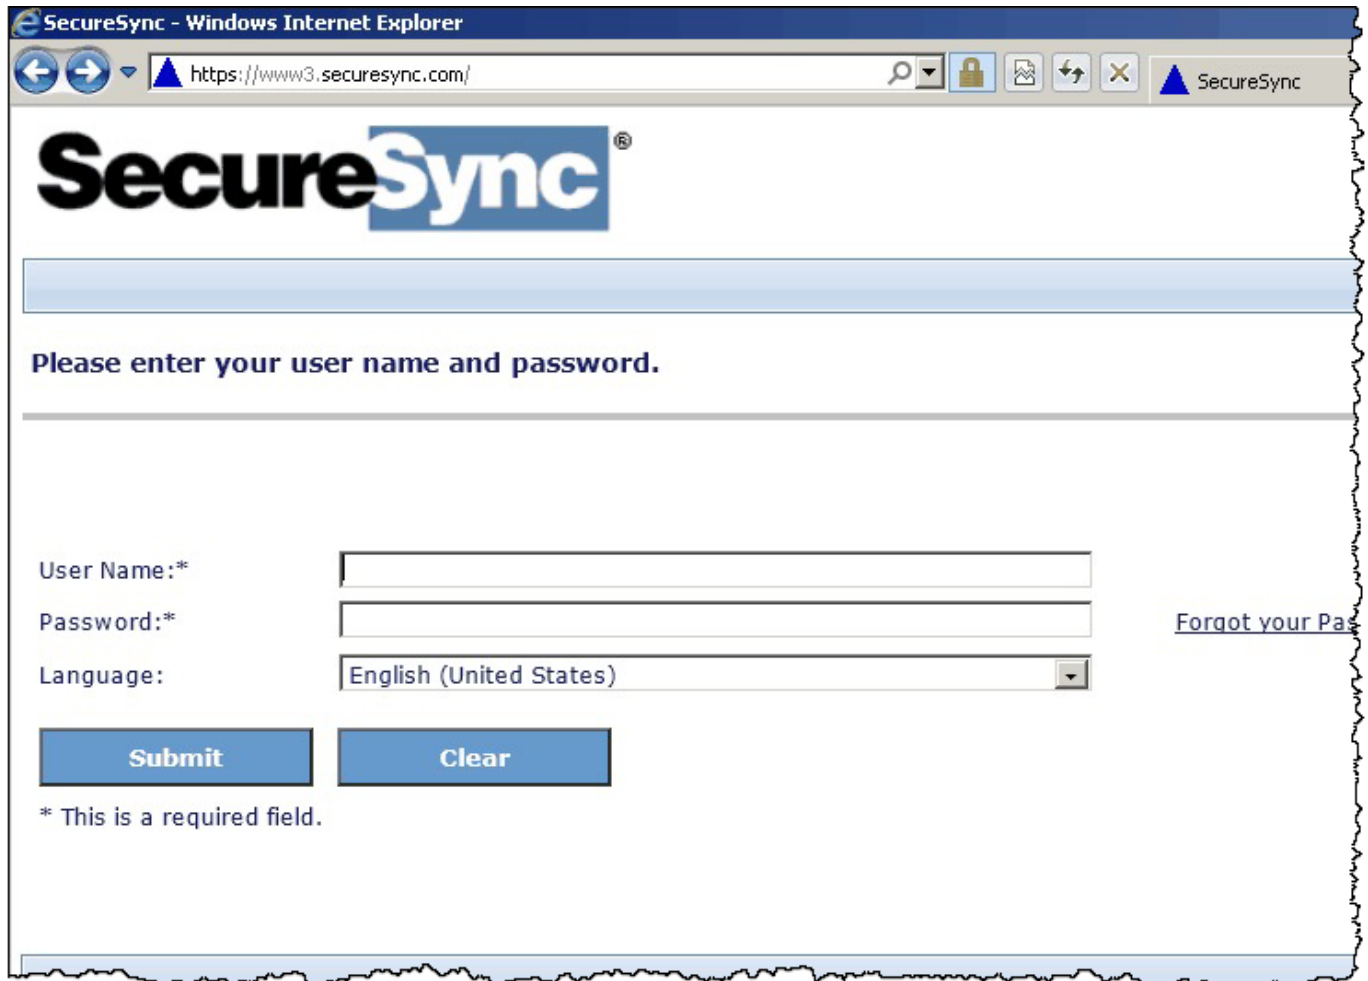 SecureSync - Windows Internet Explorer
https://www3.securesync.com/
SecureSync
SecureSync®
Please enter your user name and password.
User Name:*
Password:*
Forgot your
Language:
English (United States)
Submit
Clear
* This is a required field.